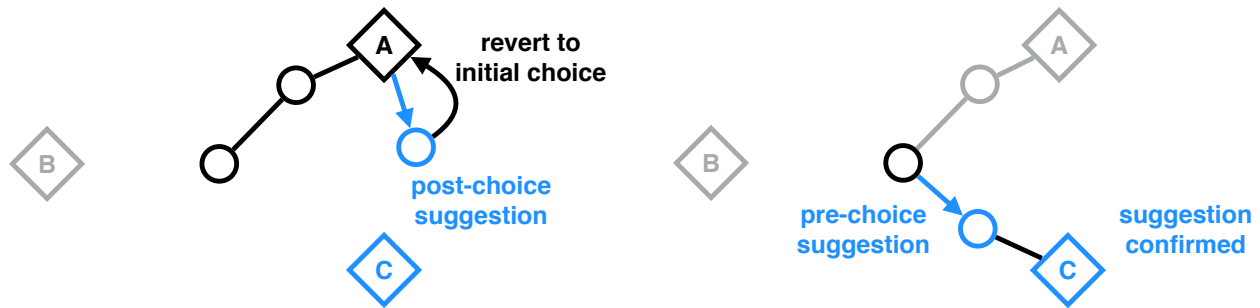 A
revert to
initial choice
B
post-choice
suggestion
C
A
B
pre-choice
suggestion
suggestion
confirmed
C